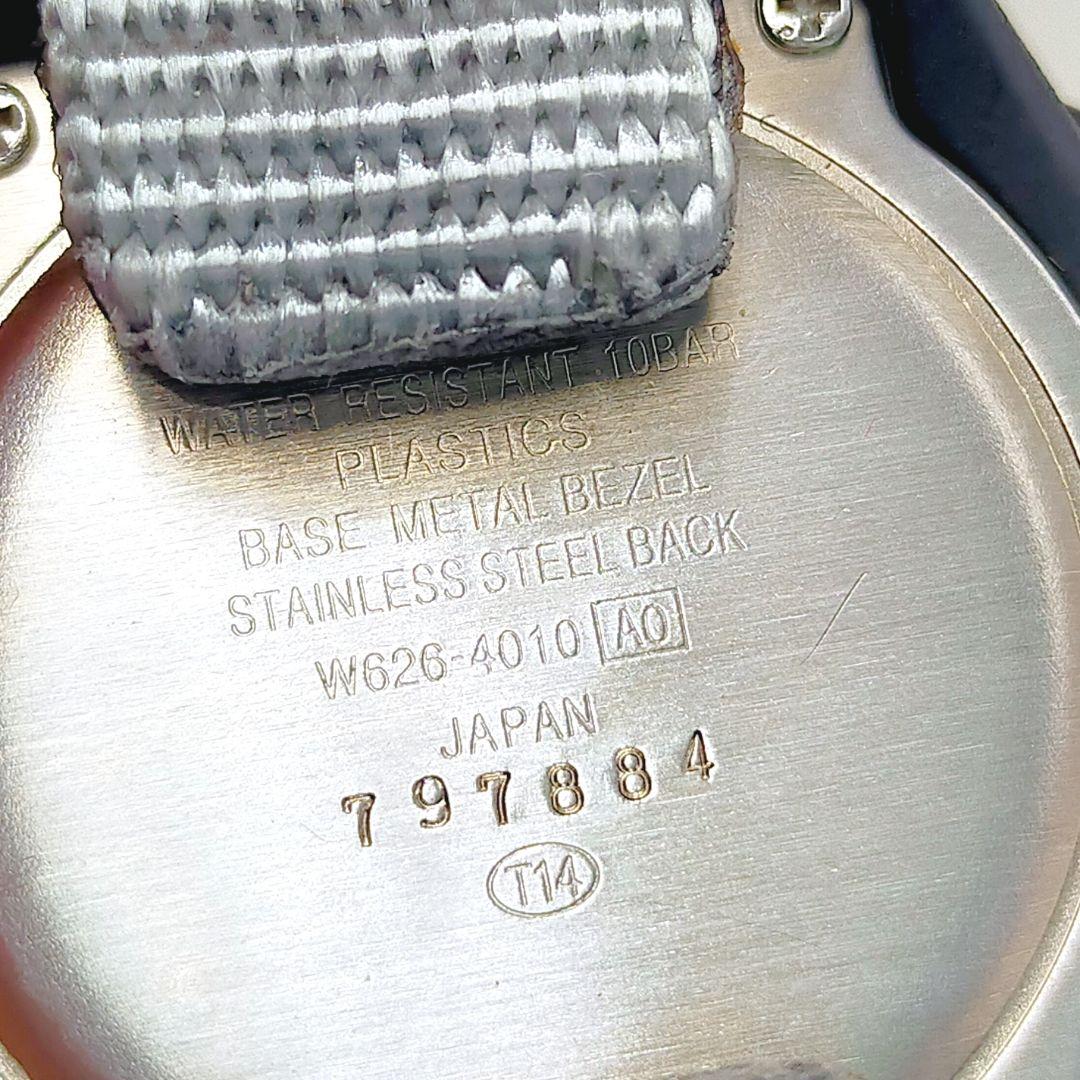 WATER RESISTANT 10BAR
PLASTICS
BASE METAL BEZEL
STAINLESS STEEL BACK
W626-4010 A0
JAPAN
797884
T14